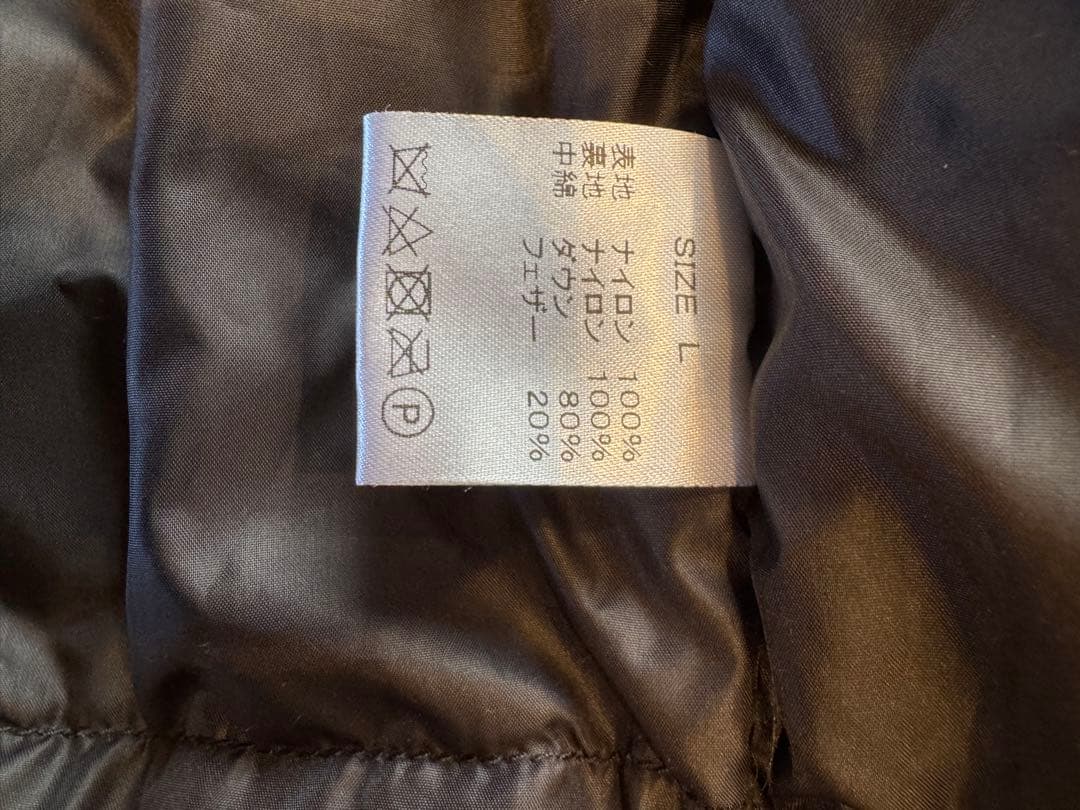 SIZE L
表地 ナイロン 100%
裏地 ナイロン 100%
中綿 ダウン 80%
フェザー 20%
P